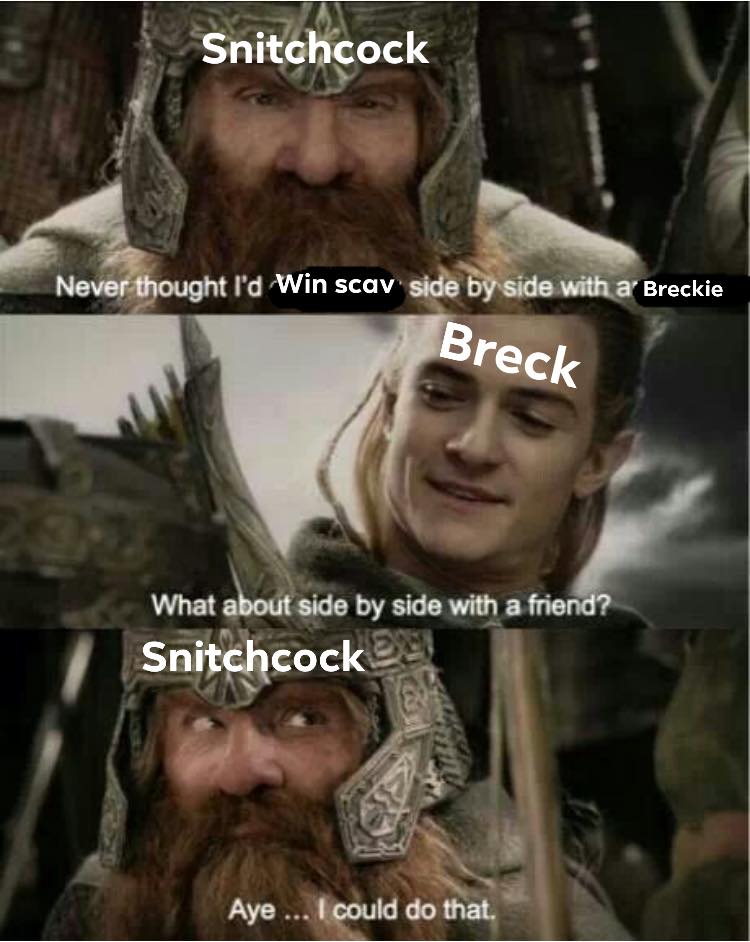 Snitchcock
Never thought I'd Win scav side by side with a Breckie
Breck
What about side by side with a friend?
Snitchcock
Aye ... I could do that.